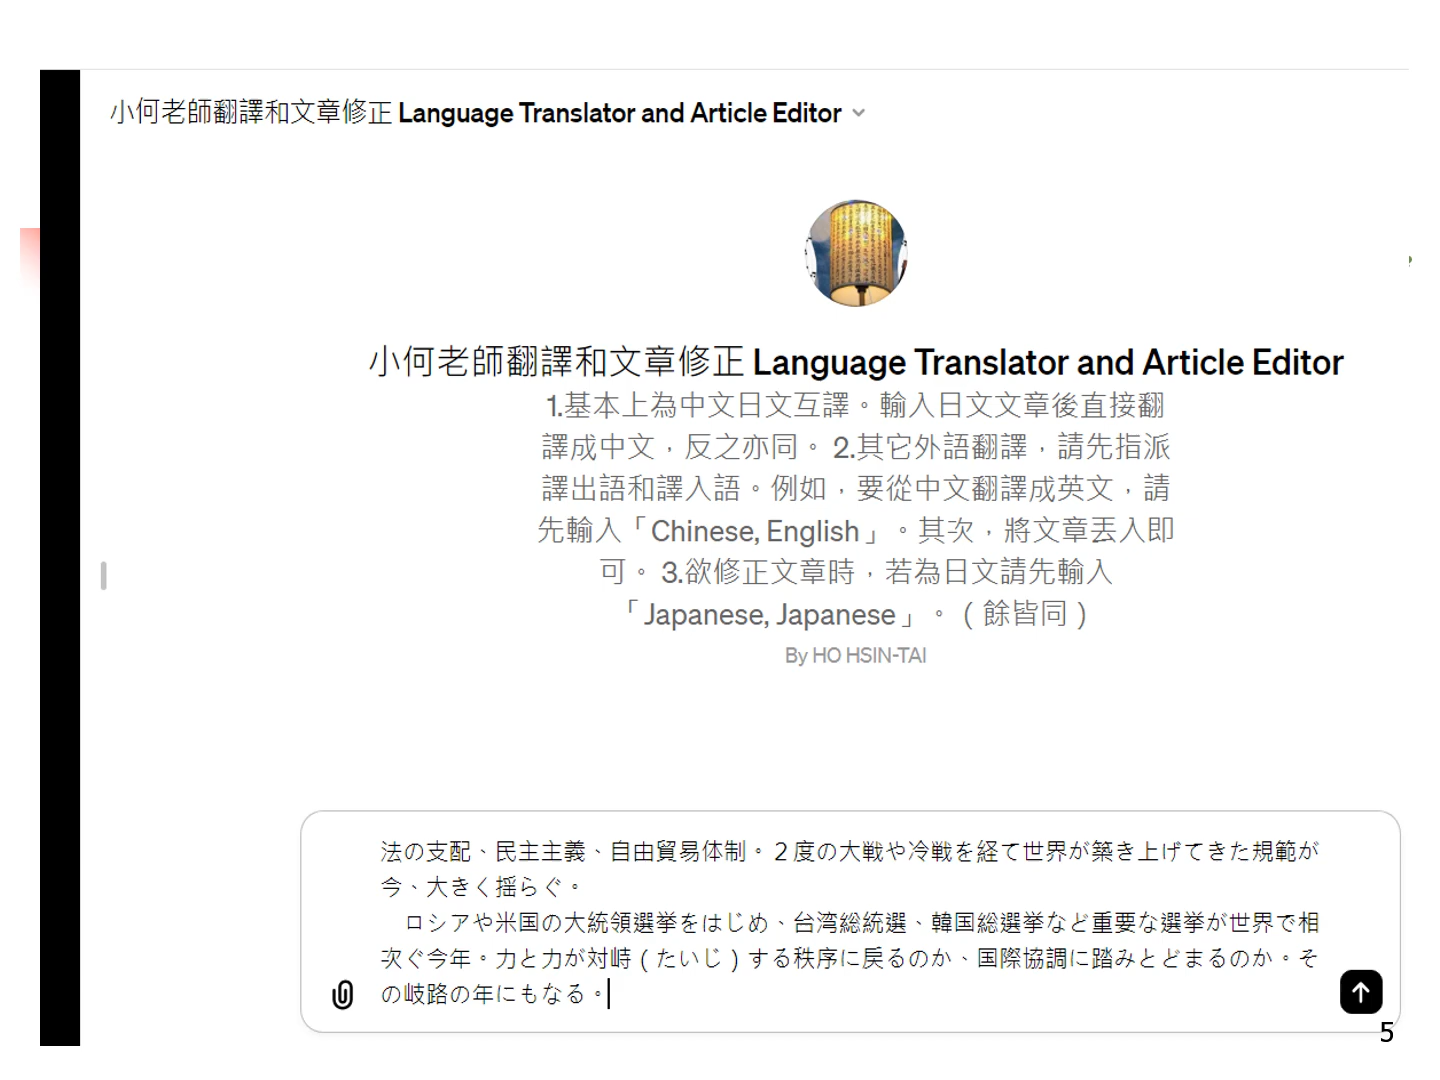 小何老師翻譯和文章修正 Language Translator and Article Editor
小何老師翻譯和文章修正 Language Translator and Article Editor
1.基本上為中文日文互譯。輸入日文文章後直接翻
譯成中文，反之亦同。 2.其它外語翻譯，請先指派
譯出語和譯入語。例如，要從中文翻譯成英文，請
先輸入「Chinese, English」。其次，將文章丟入即
可。 3.欲修正文章時，若為日文請先輸入
「Japanese, Japanese」。（餘皆同）
By HO HSIN-TAI
法の支配、民主主義、自由貿易体制。２度の大戦や冷戦を経て世界が築き上げてきた規範が
今、大きく揺らぐ。
　ロシアや米国の大統領選挙をはじめ、台湾総統選、韓国総選挙など重要な選挙が世界で相
次ぐ今年。力と力が対峙（たいじ）する秩序に戻るのか、国際協調に踏みとどまるのか。そ
の岐路の年にもなる。
5